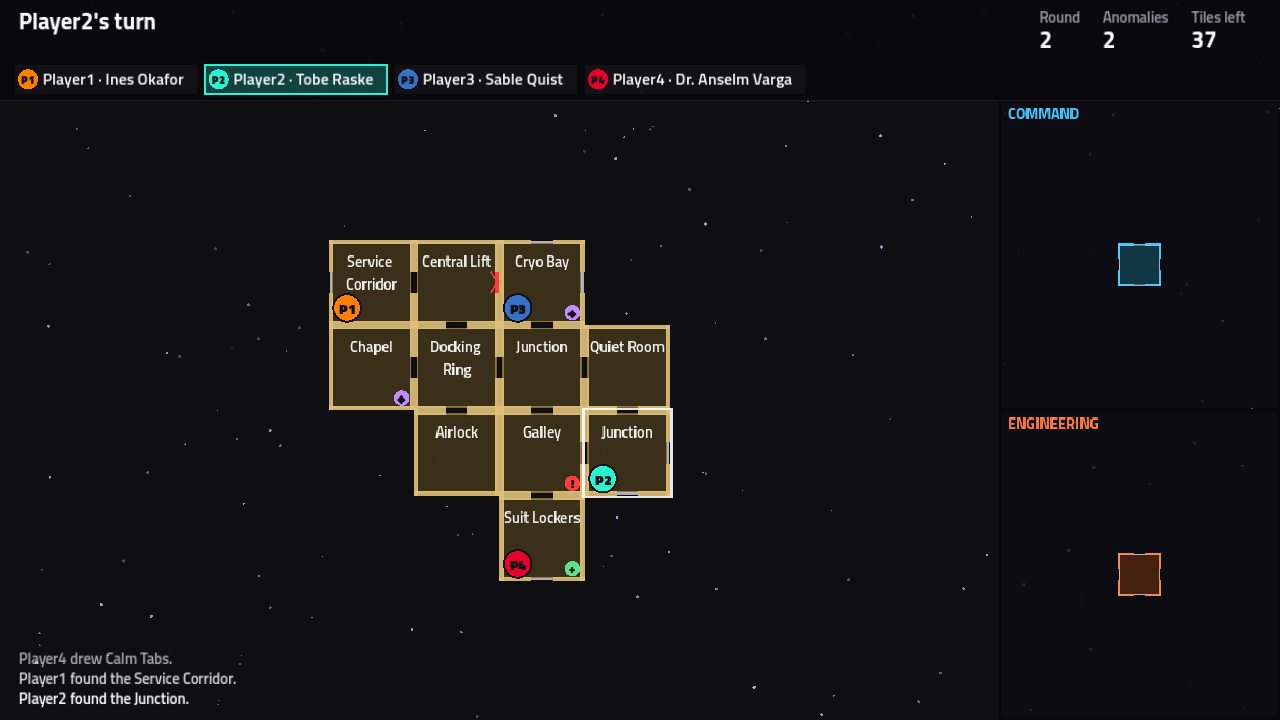 Player2's turn
Round
2
Anomalies
2
Tiles left
37
P1 Player1 · Ines Okafor
P2 Player2 · Tobe Raske
P3 Player3 · Sable Quist
P4 Player4 · Dr. Anselm Varga
COMMAND
ENGINEERING
Service
Corridor
P1
Central Lift
Cryo Bay
P3
Chapel
Docking
Ring
Junction
Quiet Room
Airlock
Galley
!
Junction
P2
Suit Lockers
P4
+
Player4 drew Calm Tabs.
Player1 found the Service Corridor.
Player2 found the Junction.